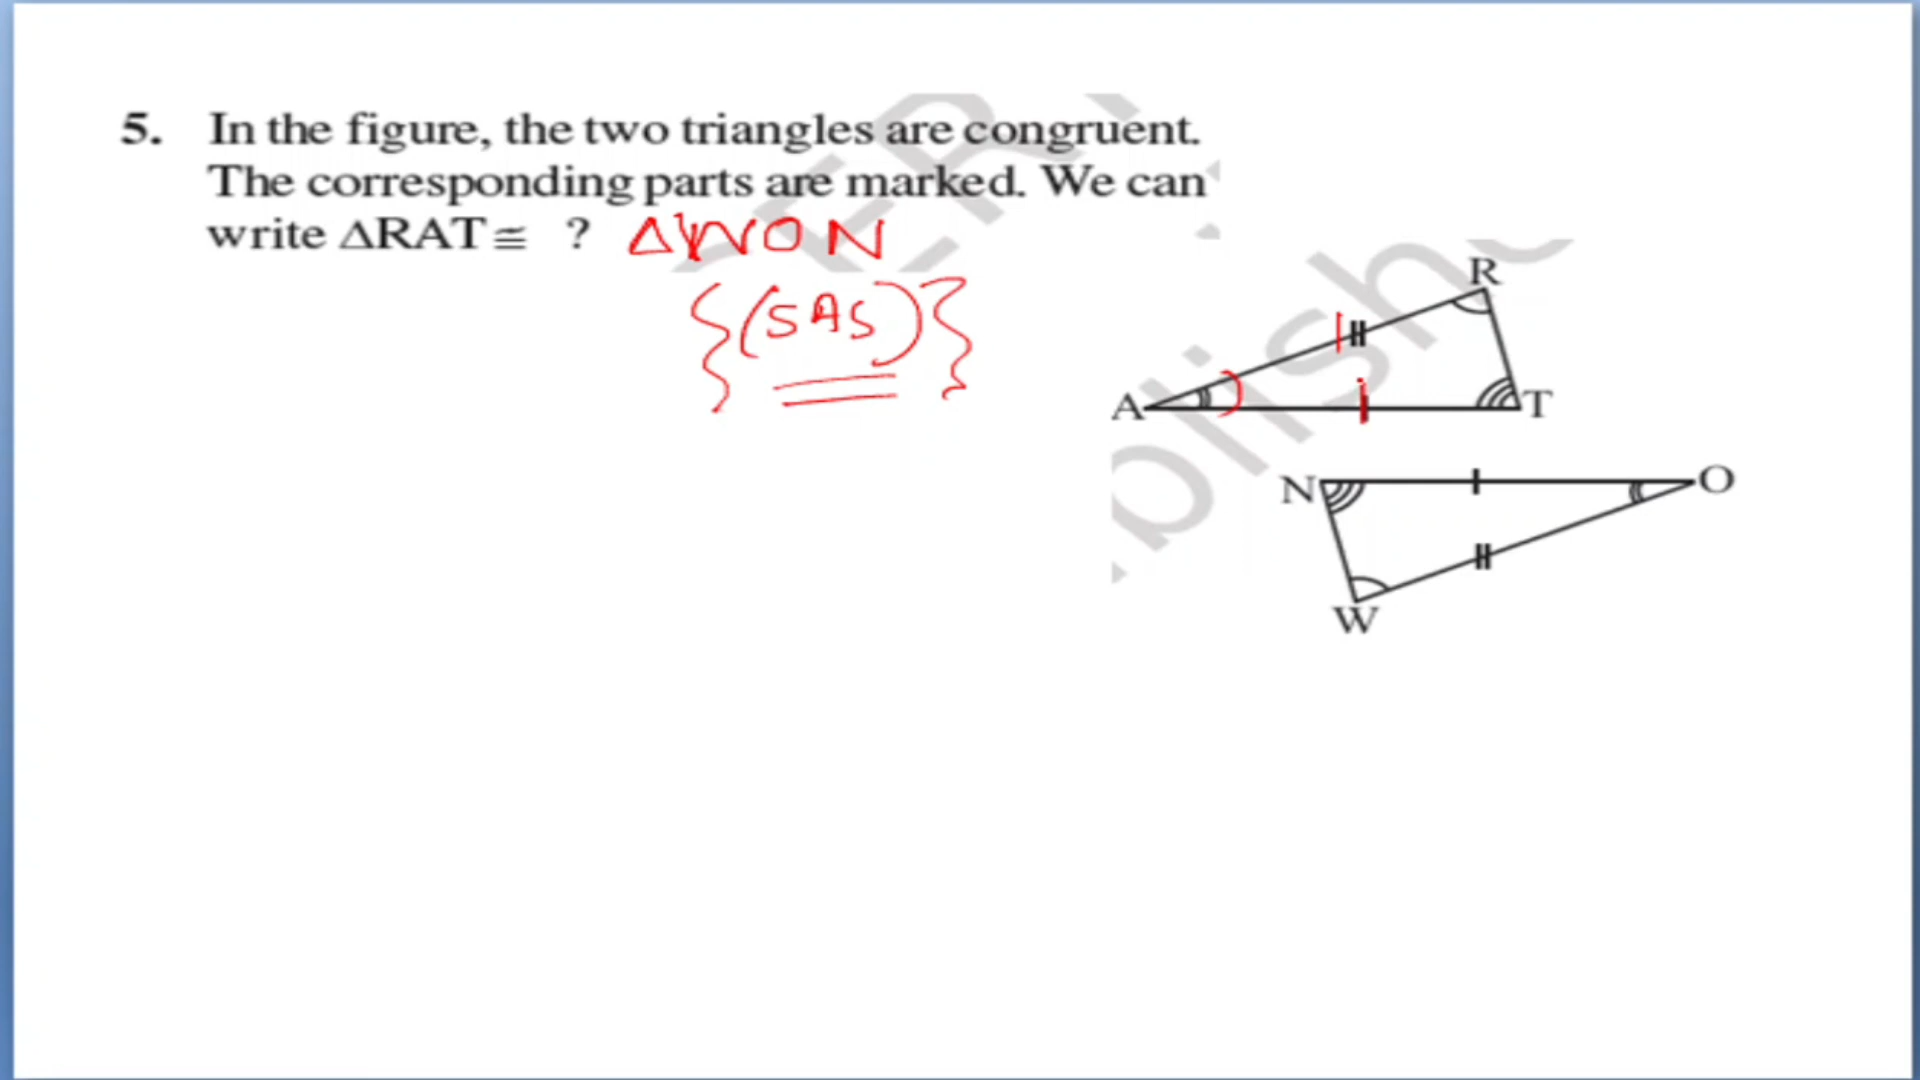 5. In the figure, the two triangles are congruent.
The corresponding parts are marked. We can
write ΔRAT ≅ ? ΔWON
{(SAS)}
R
A
T
N
O
W